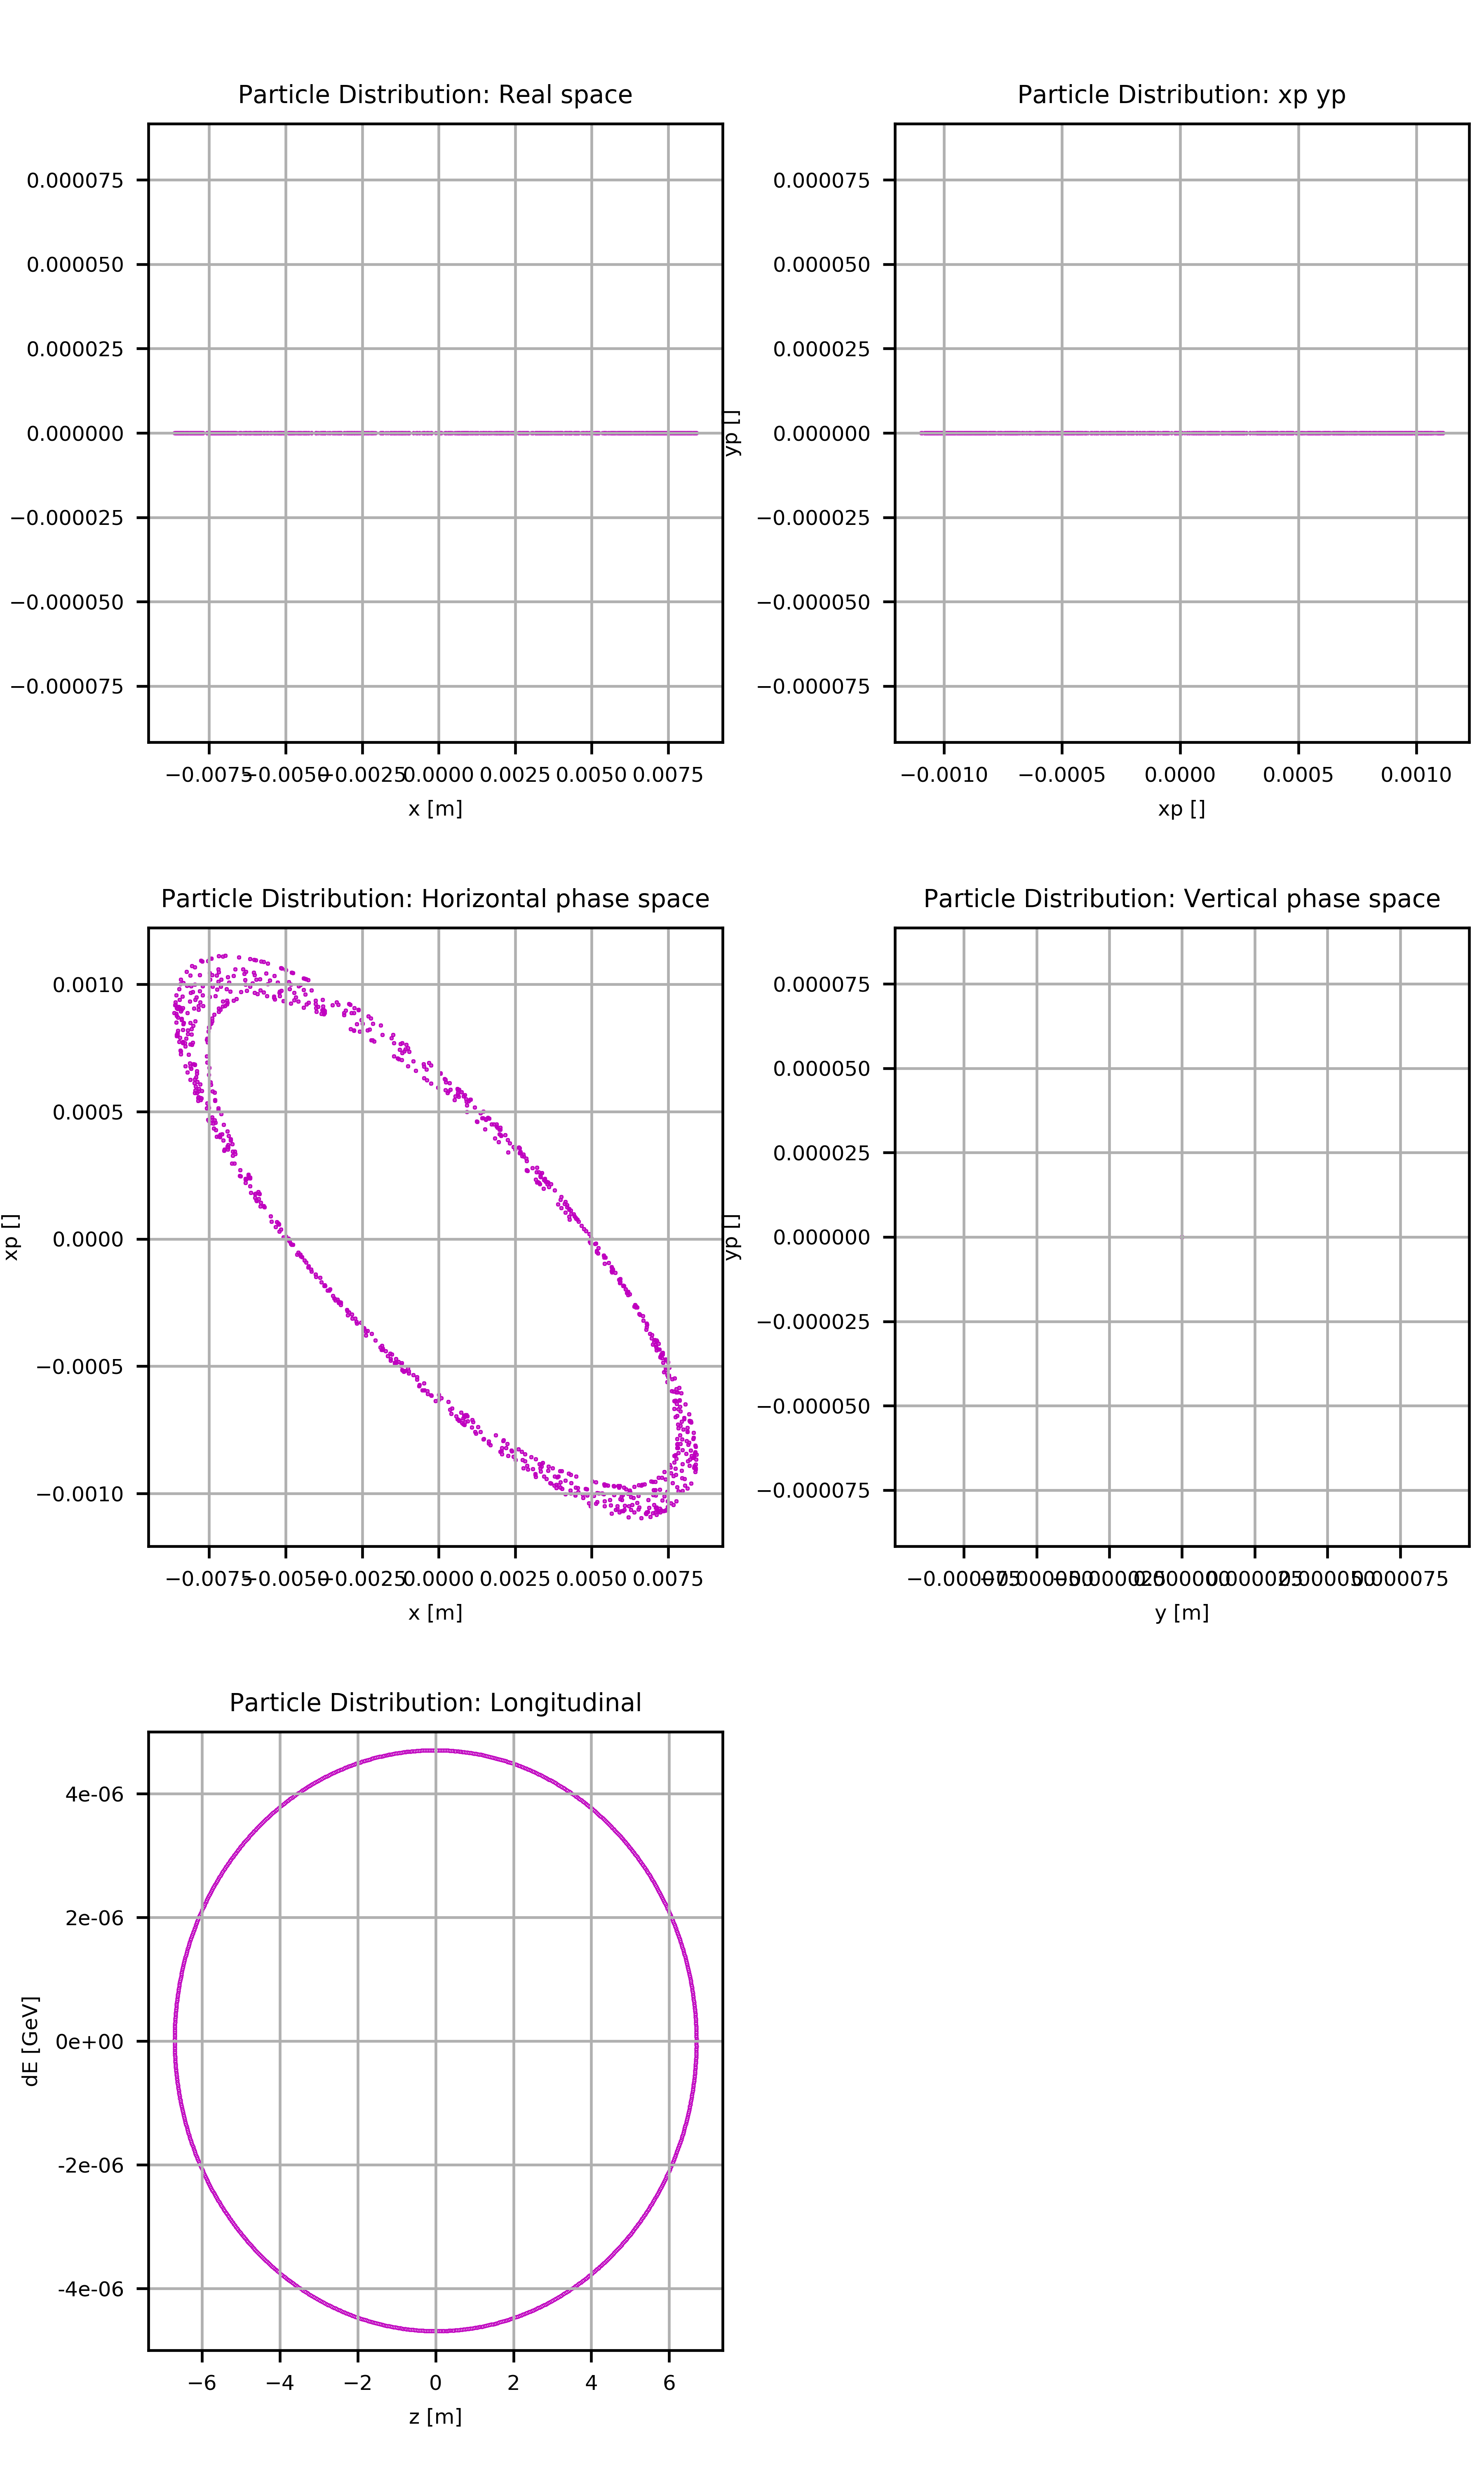 Particle Distribution: Real space
0.000075
0.000050
0.000025
0.000000
−0.000025
−0.000050
−0.000075
−0.0075 −0.0050 −0.0025 0.0000 0.0025 0.0050 0.0075
x [m]
Particle Distribution: xp yp
yp []
0.000075
0.000050
0.000025
0.000000
−0.000025
−0.000050
−0.000075
−0.0010 −0.0005 0.0000 0.0005 0.0010
xp []
Particle Distribution: Horizontal phase space
xp []
0.0010
0.0005
0.0000
−0.0005
−0.0010
−0.0075 −0.0050 −0.0025 0.0000 0.0025 0.0050 0.0075
x [m]
Particle Distribution: Vertical phase space
yp []
0.000075
0.000050
0.000025
0.000000
−0.000025
−0.000050
−0.000075
−0.000075 −0.000050 −0.000025 0.000000 0.000025 0.000050 0.000075
y [m]
Particle Distribution: Longitudinal
dE [GeV]
4e-06
2e-06
0e+00
-2e-06
-4e-06
−6 −4 −2 0 2 4 6
z [m]